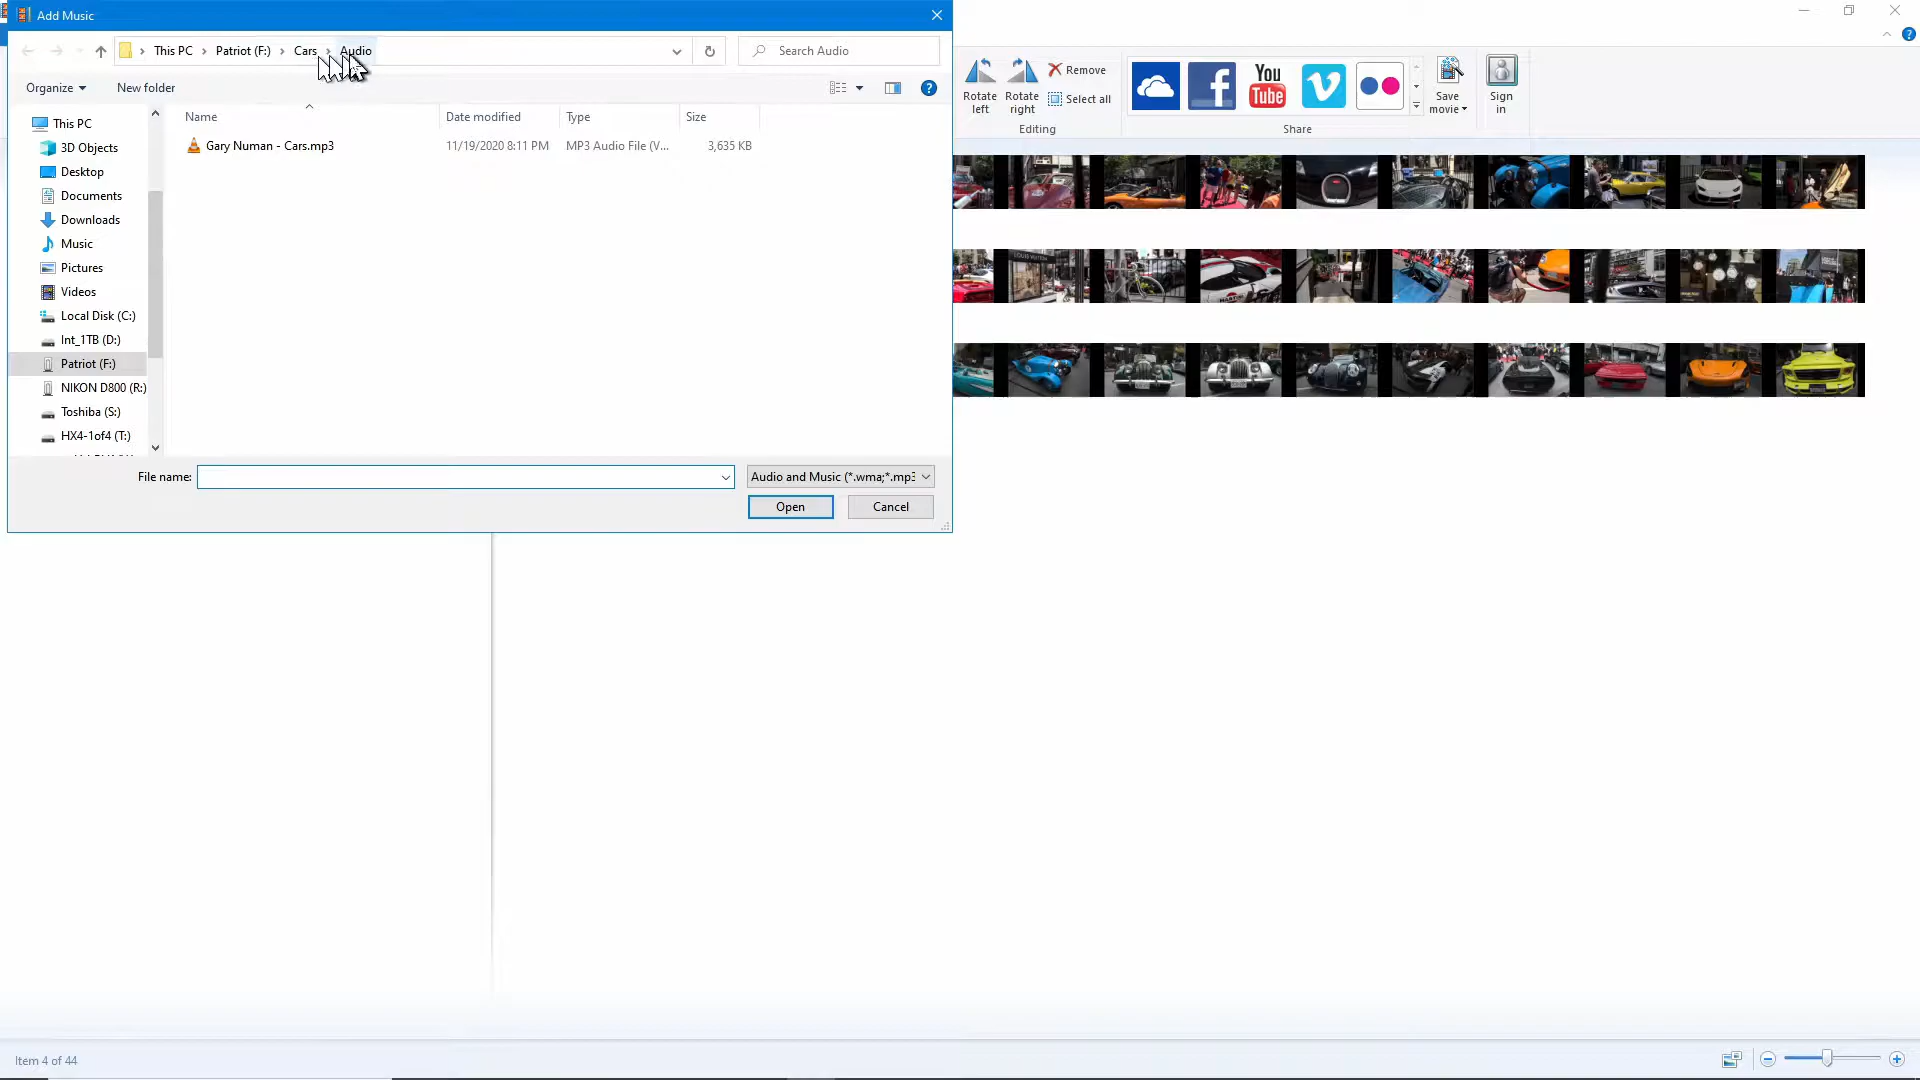 Add Music
This PC
Patriot (F:)
Cars
Audio
Search Audio
Organize
New folder
Name
Date modified
Type
Size
Gary Numan - Cars.mp3
11/19/2020 8:11 PM
MP3 Audio File (V...
3,635 KB
This PC
3D Objects
Desktop
Documents
Downloads
Music
Pictures
Videos
Local Disk (C:)
Int_1TB (D:)
Patriot (F:)
NIKON D800 (R:)
Toshiba (S:)
HX4-1of4 (T:)
File name:
Audio and Music (*.wma;*.mp3
Open
Cancel
Rotate left
Rotate right
Remove
Select all
Editing
You Tube
Share
Save movie
Sign in
LOUIS VUITTON
Item 4 of 44